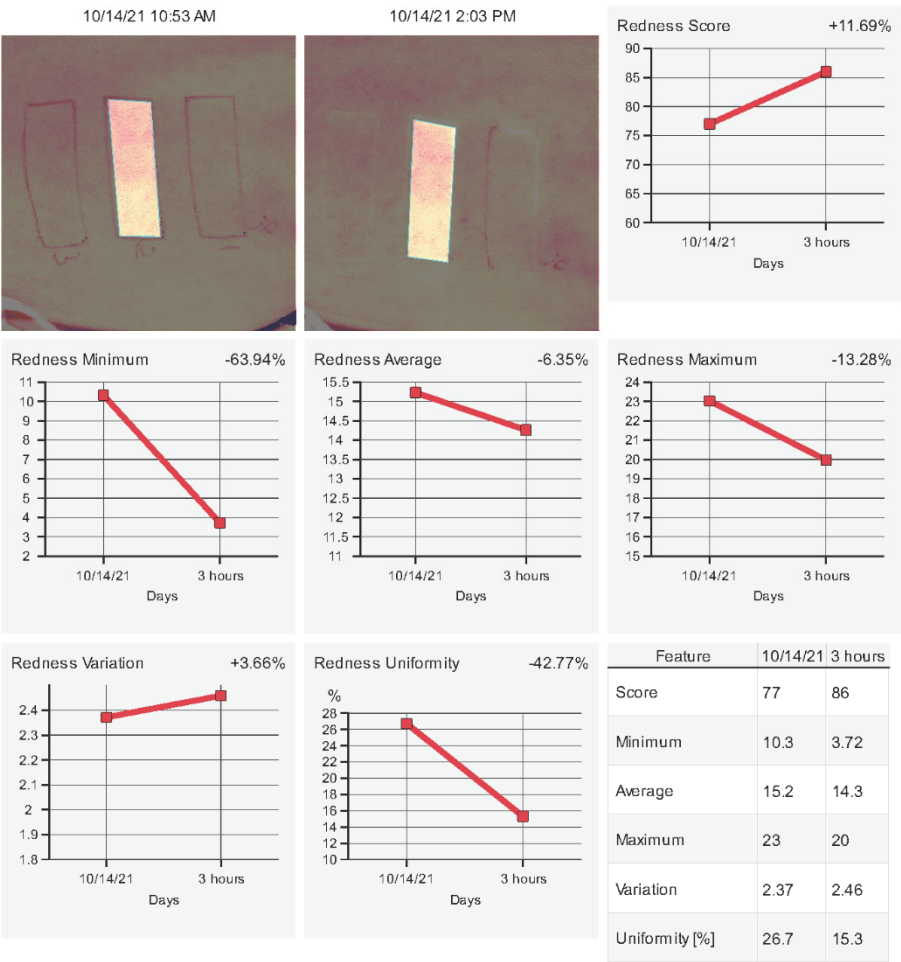 10/14/21 10:53 AM
10/14/21 2:03 PM
Redness Score +11.69%
90
85
80
75
70
65
60
10/14/21 3 hours
Days
Redness Minimum -63.94%
11
10
9
8
7
6
5
4
3
2
10/14/21 3 hours
Days
Redness Average -6.35%
15.5
15
14.5
14
13.5
13
12.5
12
11.5
11
10/14/21 3 hours
Days
Redness Maximum -13.28%
24
23
22
21
20
19
18
17
16
15
10/14/21 3 hours
Days
Redness Variation +3.66%
2.4
2.3
2.2
2.1
2
1.9
1.8
10/14/21 3 hours
Days
Redness Uniformity -42.77%
%
28
26
24
22
20
18
16
14
12
10
10/14/21 3 hours
Days
Feature 10/14/21 3 hours
Score 77 86
Minimum 10.3 3.72
Average 15.2 14.3
Maximum 23 20
Variation 2.37 2.46
Uniformity [%] 26.7 15.3